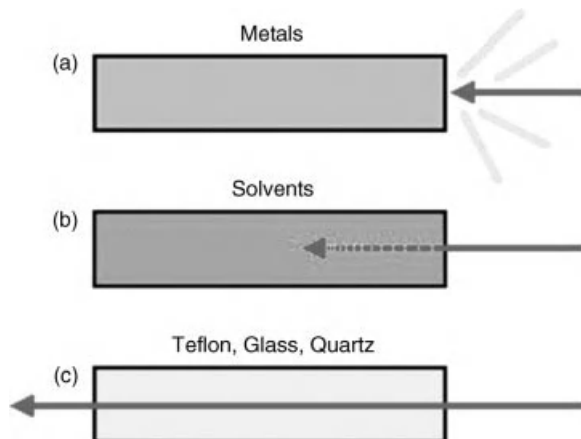 Metals
(a)
Solvents
(b)
Teflon, Glass, Quartz
(c)